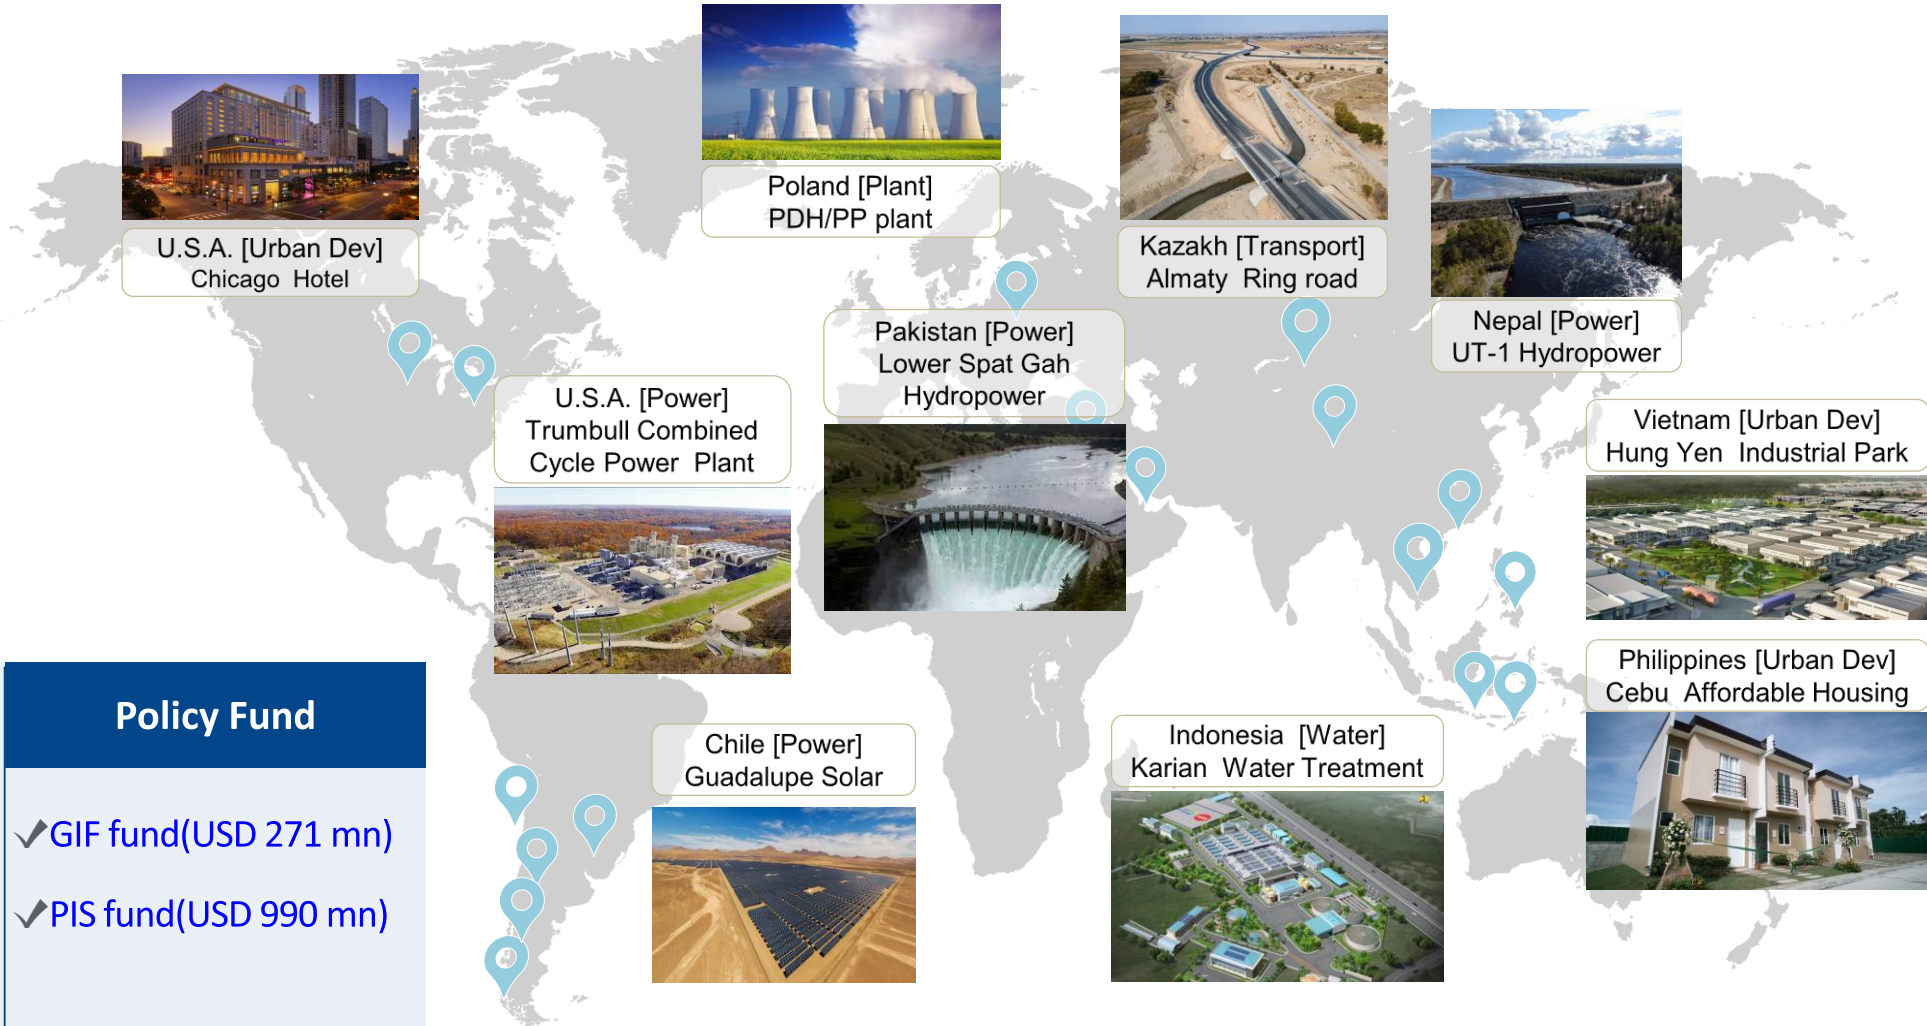 U.S.A. [Urban Dev]
Chicago Hotel
Poland [Plant]
PDH/PP plant
Kazakh [Transport]
Almaty Ring road
Nepal [Power]
UT-1 Hydropower
Pakistan [Power]
Lower Spat Gah
Hydropower
U.S.A. [Power]
Trumbull Combined
Cycle Power Plant
Vietnam [Urban Dev]
Hung Yen Industrial Park
Philippines [Urban Dev]
Cebu Affordable Housing
Chile [Power]
Guadalupe Solar
Indonesia [Water]
Karian Water Treatment
Policy Fund
✓GIF fund(USD 271 mn)
✓PIS fund(USD 990 mn)